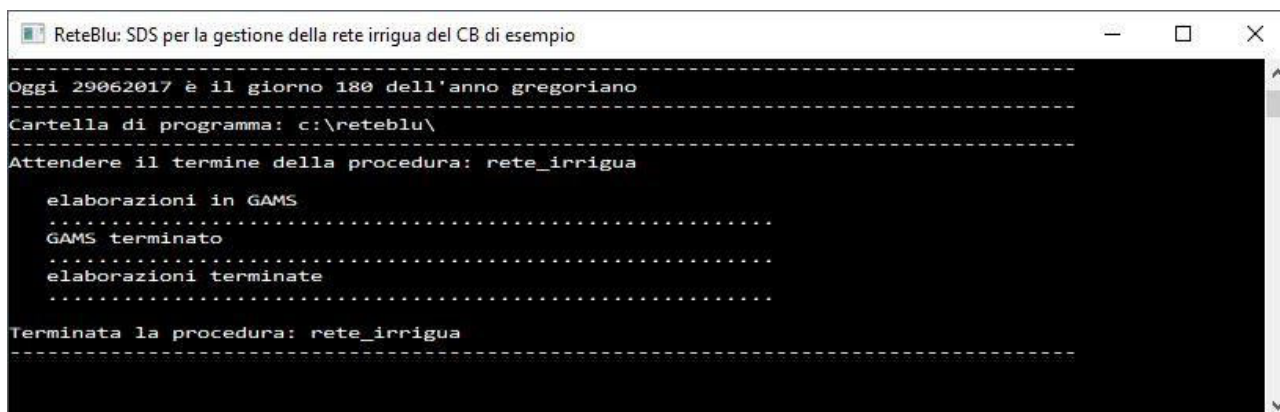 ReteBlu: SDS per la gestione della rete irrigua del CB di esempio
--------------------------------------------------------------------------------
Oggi 29062017 è il giorno 180 dell'anno gregoriano
--------------------------------------------------------------------------------
Cartella di programma: c:\reteblu\
--------------------------------------------------------------------------------
Attendere il termine della procedura: rete_irrigua
elaborazioni in GAMS
..........................................................
GAMS terminato
..........................................................
elaborazioni terminate
..........................................................
Terminata la procedura: rete_irrigua
--------------------------------------------------------------------------------